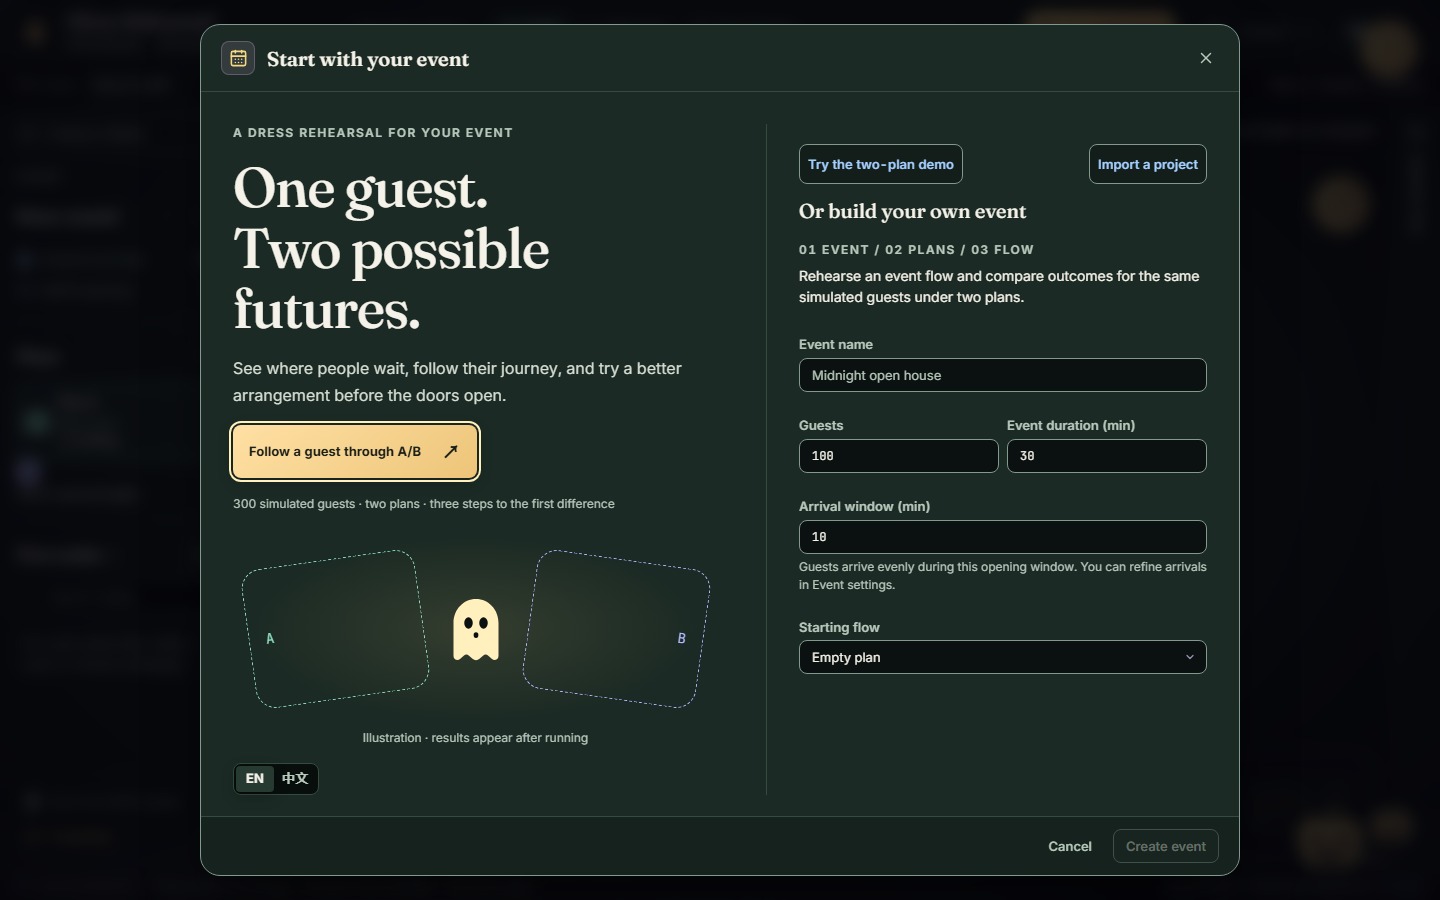 Start with your event
A DRESS REHEARSAL FOR YOUR EVENT
One guest.
Two possible
futures.
See where people wait, follow their journey, and try a better
arrangement before the doors open.
Follow a guest through A/B
300 simulated guests · two plans · three steps to the first difference
A
B
Illustration · results appear after running
EN 中文
Try the two-plan demo
Import a project
Or build your own event
01 EVENT / 02 PLANS / 03 FLOW
Rehearse an event flow and compare outcomes for the same
simulated guests under two plans.
Event name
Midnight open house
Guests
Event duration (min)
100
30
Arrival window (min)
10
Guests arrive evenly during this opening window. You can refine arrivals
in Event settings.
Starting flow
Empty plan
Cancel
Create event